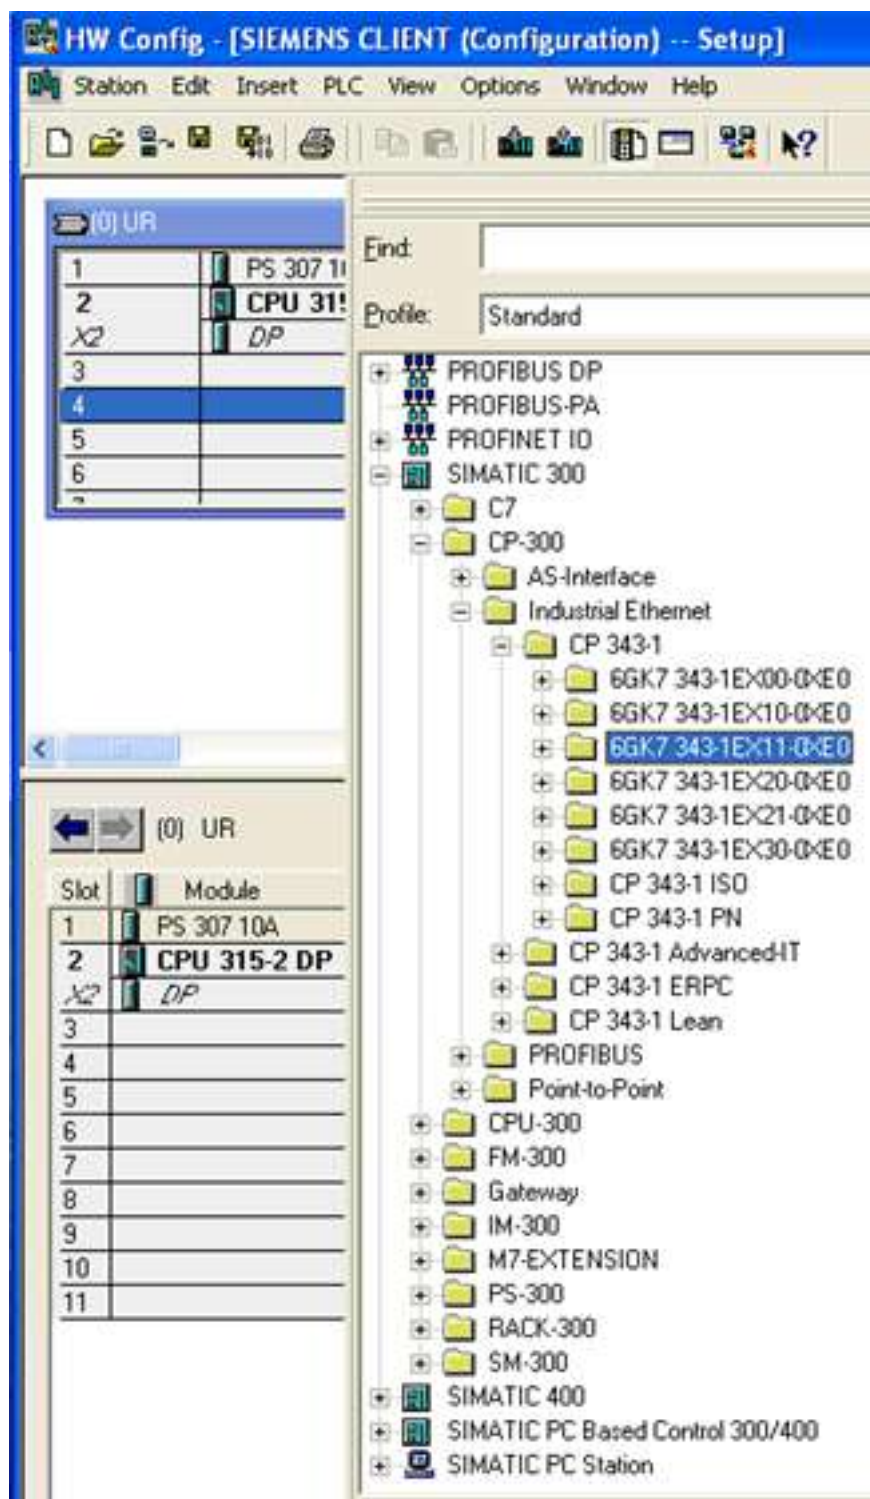 HW Config - [SIEMENS CLIENT (Configuration) -- Setup]
Station Edit Insert PLC View Options Window Help
(0) UR
1 PS 307 10
2 CPU 315
X2 DP
3
4
5
6
7
Find:
Profile: Standard
PROFIBUS DP
PROFIBUS-PA
PROFINET IO
SIMATIC 300
C7
CP-300
AS-Interface
Industrial Ethernet
CP 343-1
6GK7 343-1EX00-0XE0
6GK7 343-1EX10-0XE0
6GK7 343-1EX11-0XE0
6GK7 343-1EX20-0XE0
6GK7 343-1EX21-0XE0
6GK7 343-1EX30-0XE0
CP 343-1 ISO
CP 343-1 PN
CP 343-1 Advanced-IT
CP 343-1 ERPC
CP 343-1 Lean
PROFIBUS
Point-to-Point
CPU-300
FM-300
Gateway
IM-300
M7-EXTENSION
PS-300
RACK-300
SM-300
SIMATIC 400
SIMATIC PC Based Control 300/400
SIMATIC PC Station
(0) UR
Slot Module
1 PS 307 10A
2 CPU 315-2 DP
X2 DP
3
4
5
6
7
8
9
10
11